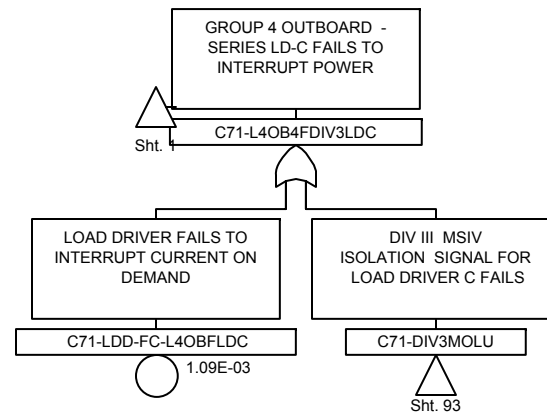 GROUP 4 OUTBOARD -
SERIES LD-C FAILS TO
INTERRUPT POWER
C71-L4OB4FDIV3LDC
Sht. 1
LOAD DRIVER FAILS TO
INTERRUPT CURRENT ON
DEMAND
C71-LDD-FC-L4OBFLDC
1.09E-03
DIV III MSIV
ISOLATION SIGNAL FOR
LOAD DRIVER C FAILS
C71-DIV3MOLU
Sht. 93